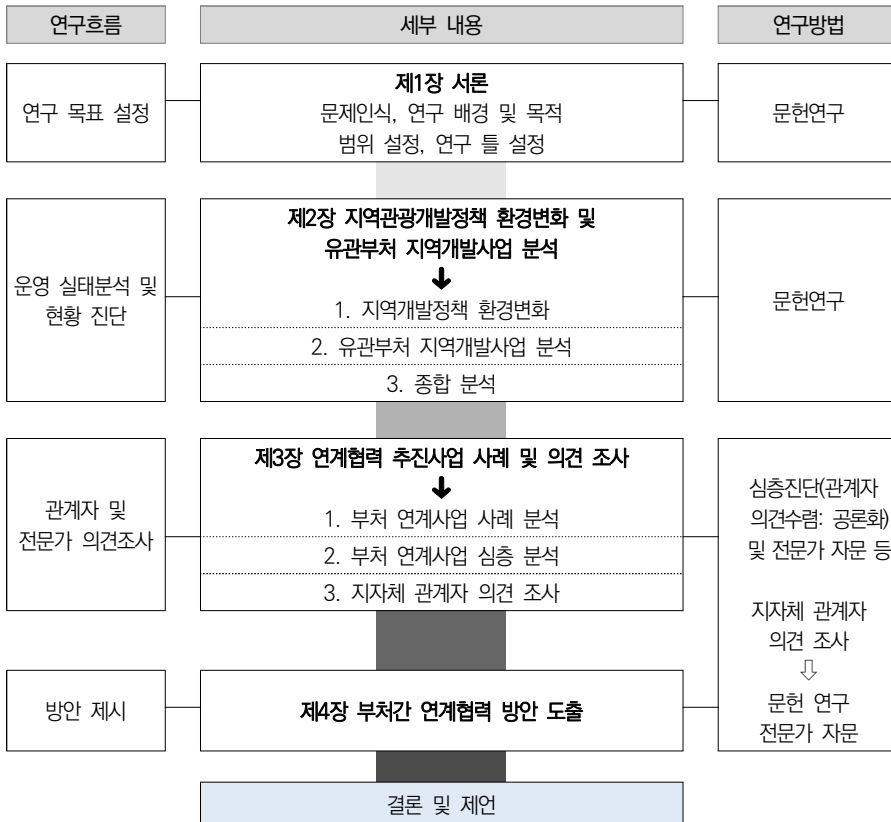 연구흐름
세부 내용
연구방법
연구 목표 설정
제1장 서론
문제인식, 연구 배경 및 목적
범위 설정, 연구 틀 설정
문헌연구
운영 실태분석 및
현황 진단
제2장 지역관광개발정책 환경변화 및
유관부처 지역개발사업 분석
↓
1. 지역개발정책 환경변화
2. 유관부처 지역개발사업 분석
3. 종합 분석
문헌연구
관계자 및
전문가 의견조사
제3장 연계협력 추진사업 사례 및 의견 조사
↓
1. 부처 연계사업 사례 분석
2. 부처 연계사업 심층 분석
3. 지자체 관계자 의견 조사
심층진단(관계자
의견수렴: 공론화)
및 전문가 자문 등
지자체 관계자
의견 조사
⇩
문헌 연구
전문가 자문
방안 제시
제4장 부처간 연계협력 방안 도출
결론 및 제언